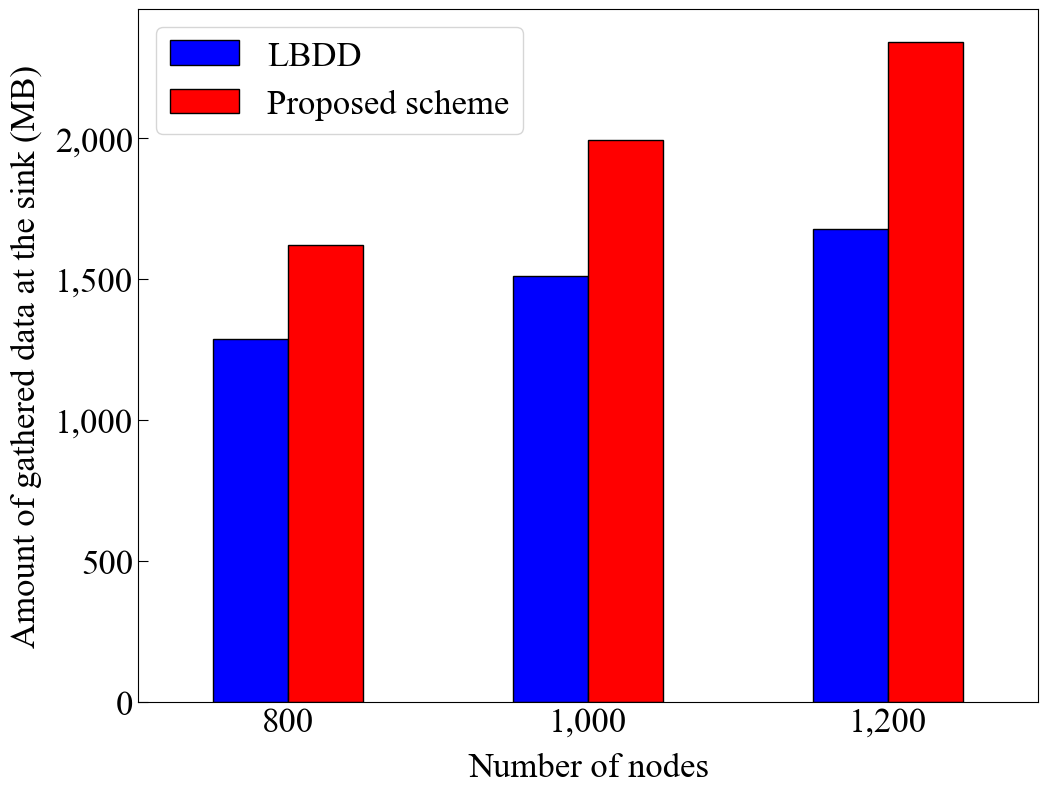 LBDD
Proposed scheme
Amount of gathered data at the sink (MB)
2,000
1,500
1,000
500
0
800
1,000
1,200
Number of nodes